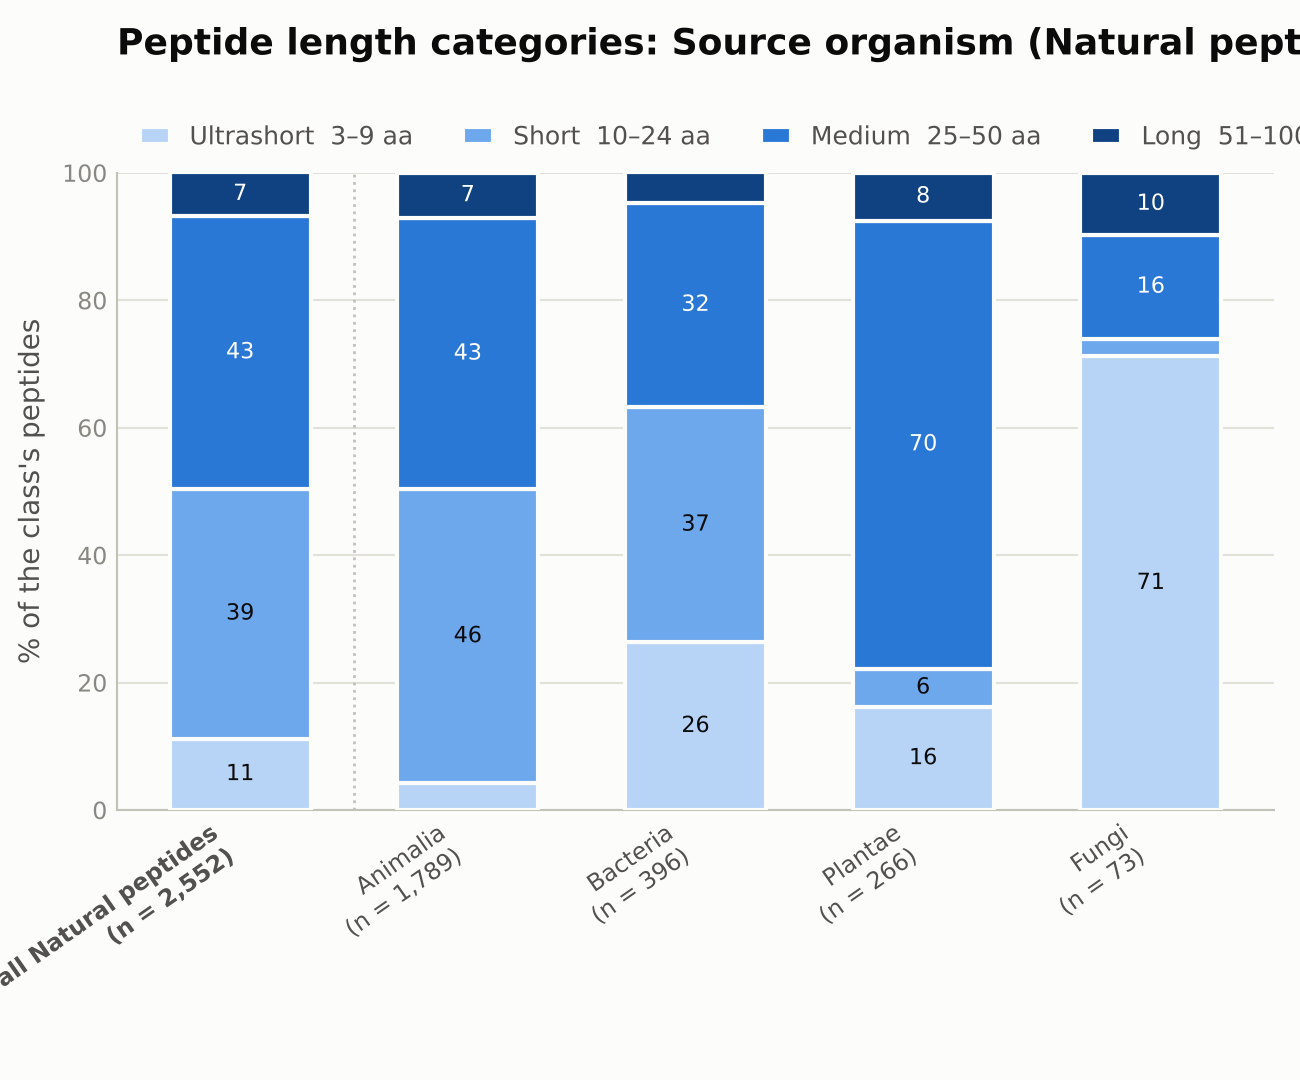 Peptide length categories: Source organism (Natural pept
Ultrashort 3–9 aa Short 10–24 aa Medium 25–50 aa Long 51–100
% of the class's peptides
100
80
60
40
20
0
7
43
39
11
7
43
46
32
37
26
8
70
6
16
10
16
71
all Natural peptides
(n = 2,552)
Animalia
(n = 1,789)
Bacteria
(n = 396)
Plantae
(n = 266)
Fungi
(n = 73)